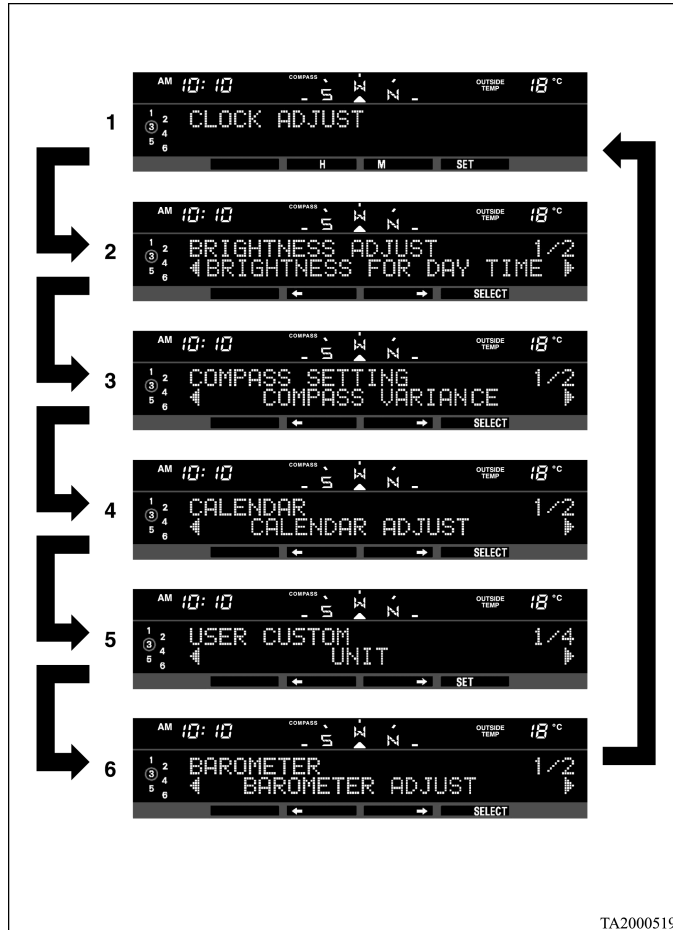 AM 10:10 COMPASS S W N OUTSIDE TEMP 18 °C
1 CLOCK ADJUST
1 2 3 4 5 6
H M SET
AM 10:10 COMPASS S W N OUTSIDE TEMP 18 °C
2 BRIGHTNESS ADJUST 1/2
1 2 3 4 5 6
BRIGHTNESS FOR DAY TIME
← → SELECT
AM 10:10 COMPASS S W N OUTSIDE TEMP 18 °C
3 COMPASS SETTING 1/2
1 2 3 4 5 6
COMPASS VARIANCE
← → SELECT
AM 10:10 COMPASS S W N OUTSIDE TEMP 18 °C
4 CALENDAR 1/2
1 2 3 4 5 6
CALENDAR ADJUST
← → SELECT
AM 10:10 COMPASS S W N OUTSIDE TEMP 18 °C
5 USER CUSTOM 1/4
1 2 3 4 5 6
UNIT
← → SET
AM 10:10 COMPASS S W N OUTSIDE TEMP 18 °C
6 BAROMETER 1/2
1 2 3 4 5 6
BAROMETER ADJUST
← → SELECT
TA2000519